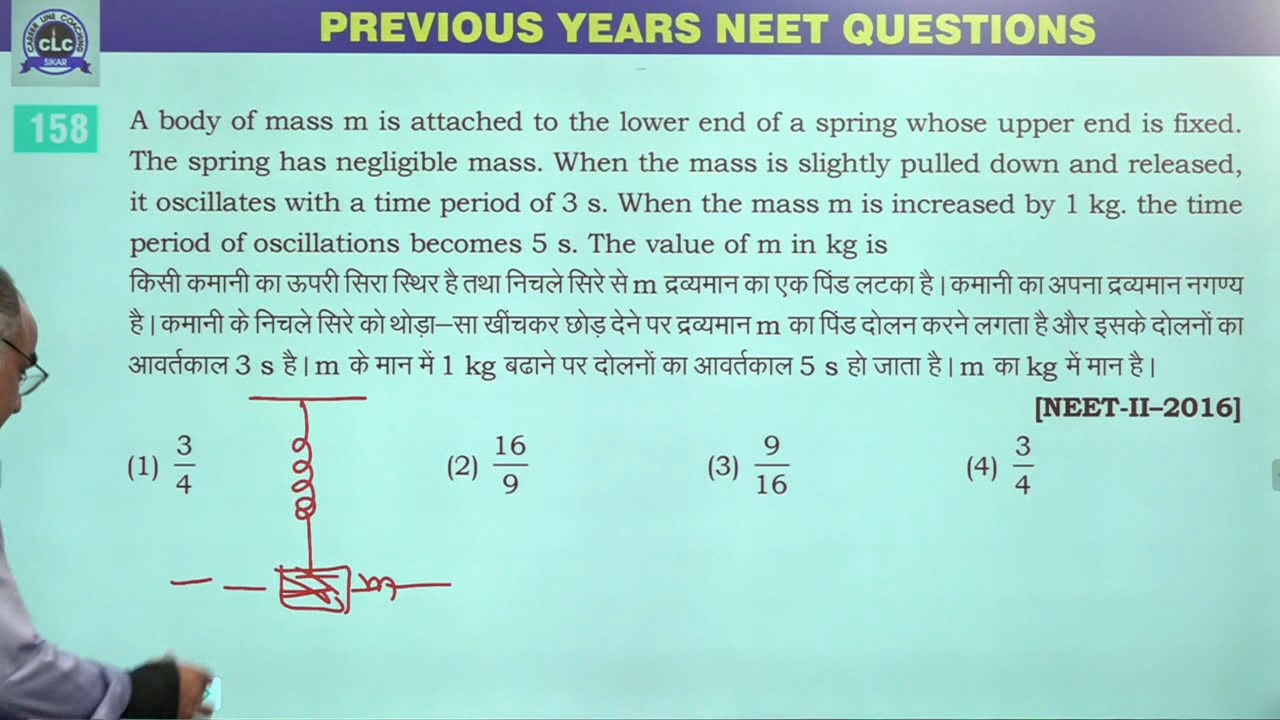 PREVIOUS YEARS NEET QUESTIONS
CAREER LINE COACHING
CLC
SIKAR
158
A body of mass m is attached to the lower end of a spring whose upper end is fixed.
The spring has negligible mass. When the mass is slightly pulled down and released,
it oscillates with a time period of 3 s. When the mass m is increased by 1 kg. the time
period of oscillations becomes 5 s. The value of m in kg is
किसी कमानी का ऊपरी सिरा स्थिर है तथा निचले सिरे से m द्रव्यमान का एक पिंड लटका है। कमानी का अपना द्रव्यमान नगण्य
है। कमानी के निचले सिरे को थोड़ा–सा खींचकर छोड़ देने पर द्रव्यमान m का पिंड दोलन करने लगता है और इसके दोलनों का
आवर्तकाल 3 s है। m के मान में 1 kg बढाने पर दोलनों का आवर्तकाल 5 s हो जाता है। m का kg में मान है।
[NEET-II–2016]
(1) 3/4 (2) 16/9 (3) 9/16 (4) 3/4
m